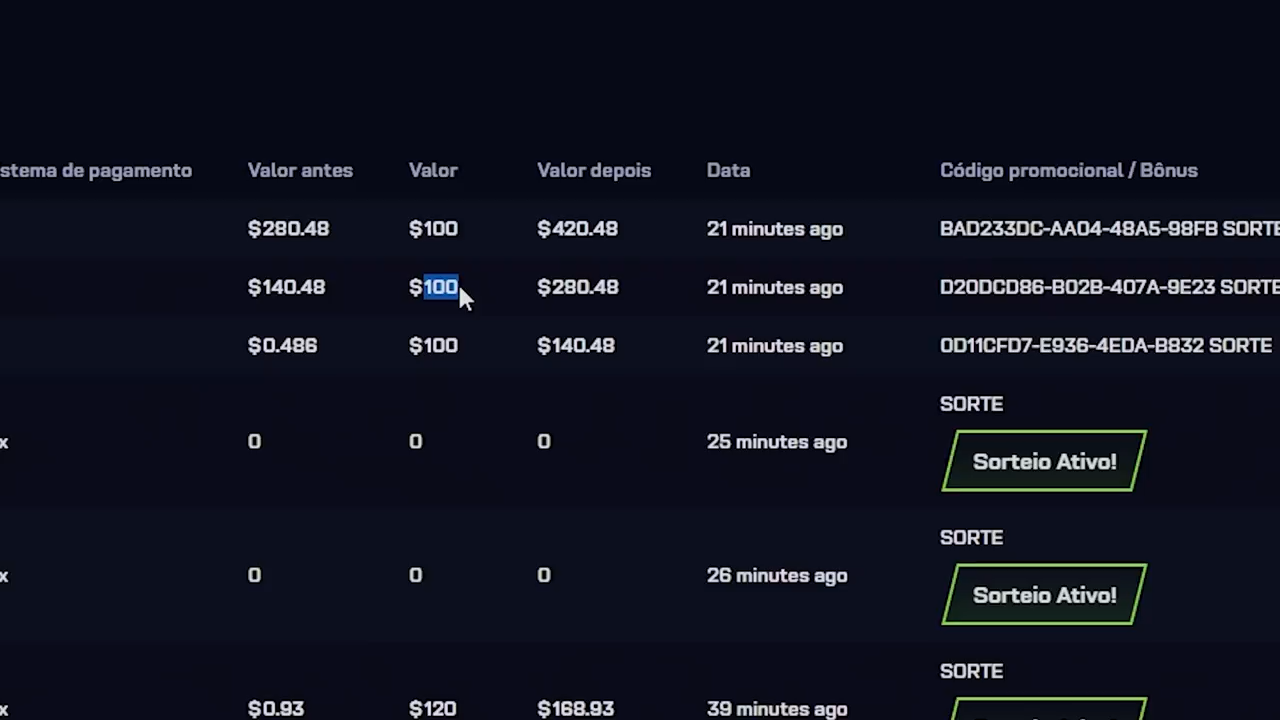 stema de pagamento Valor antes Valor Valor depois Data Código promocional / Bônus
$280.48 $100 $420.48 21 minutes ago BAD233DC-AA04-48A5-98FB SORTE
$140.48 $100 $280.48 21 minutes ago D20DCD86-B02B-407A-9E23 SORTE
$0.486 $100 $140.48 21 minutes ago 0D11CFD7-E936-4EDA-B832 SORTE
SORTE
x 0 0 0 25 minutes ago
Sorteio Ativo!
SORTE
x 0 0 0 26 minutes ago
Sorteio Ativo!
SORTE
x $0.93 $120 $168.93 39 minutes ago